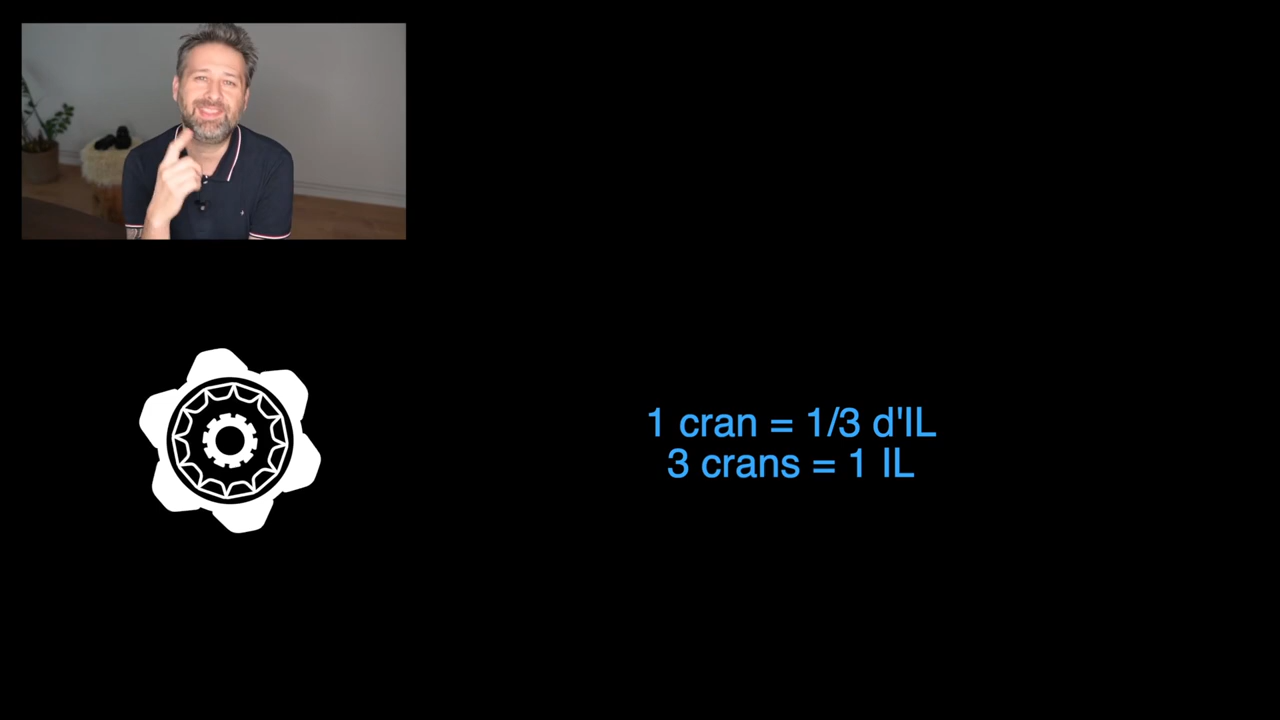 1 cran = 1/3 d'IL
3 crans = 1 IL